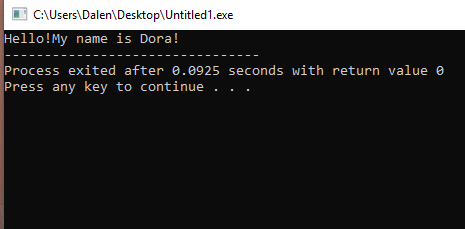 C:\Users\Dalen\Desktop\Untitled1.exe
Hello!My name is Dora!
--------------------------------
Process exited after 0.0925 seconds with return value 0
Press any key to continue . . .